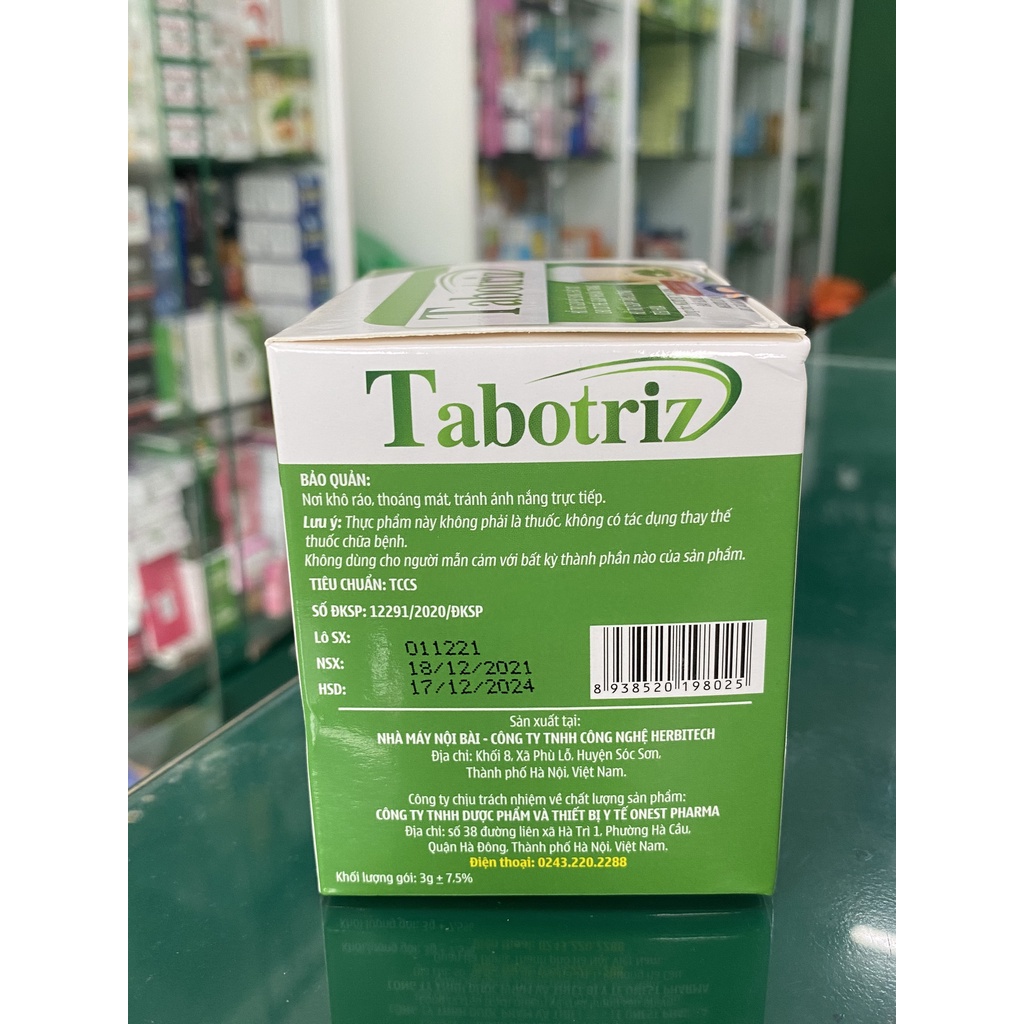 Tabotriz
Tabotriz
BẢO QUẢN:
Nơi khô ráo, thoáng mát, tránh ánh nắng trực tiếp.
Lưu ý: Thực phẩm này không phải là thuốc, không có tác dụng thay thế
thuốc chữa bệnh.
Không dùng cho người mẫn cảm với bất kỳ thành phần nào của sản phẩm.
TIÊU CHUẨN: TCCS
SỐ ĐKSP: 12291/2020/ĐKSP
Lô SX: 011221
NSX: 18/12/2021
HSD: 17/12/2024
8 938520 198025
Sản xuất tại:
NHÀ MÁY NỘI BÀI - CÔNG TY TNHH CÔNG NGHỆ HERBITECH
Địa chỉ: Khối 8, Xã Phù Lỗ, Huyện Sóc Sơn,
Thành phố Hà Nội, Việt Nam.
Công ty chịu trách nhiệm về chất lượng sản phẩm:
CÔNG TY TNHH DƯỢC PHẨM VÀ THIẾT BỊ Y TẾ ONEST PHARMA
Địa chỉ: số 38 đường liên xã Hà Trì 1, Phường Hà Cầu,
Quận Hà Đông, Thành phố Hà Nội, Việt Nam.
Điện thoại: 0243.220.2288
Khối lượng gói: 3g ± 7.5%